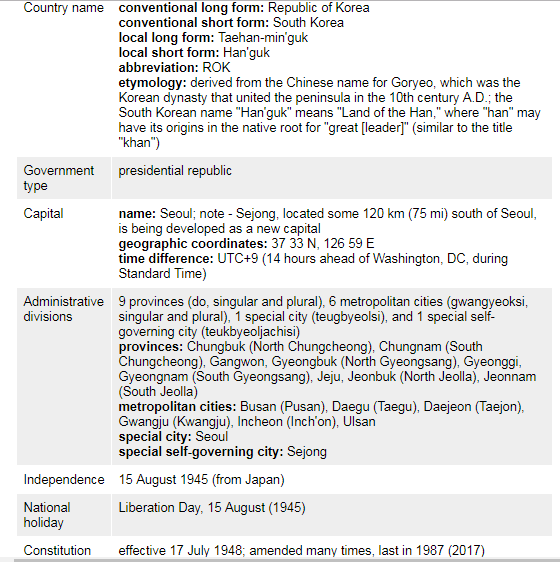 Country name
conventional long form: Republic of Korea
conventional short form: South Korea
local long form: Taehan-min'guk
local short form: Han'guk
abbreviation: ROK
etymology: derived from the Chinese name for Goryeo, which was the
Korean dynasty that united the peninsula in the 10th century A.D.; the
South Korean name "Han'guk" means "Land of the Han," where "han" may
have its origins in the native root for "great [leader]" (similar to the title
"khan")
Government
type
presidential republic
Capital
name: Seoul; note - Sejong, located some 120 km (75 mi) south of Seoul,
is being developed as a new capital
geographic coordinates: 37 33 N, 126 59 E
time difference: UTC+9 (14 hours ahead of Washington, DC, during
Standard Time)
Administrative
divisions
9 provinces (do, singular and plural), 6 metropolitan cities (gwangyeoksi,
singular and plural), 1 special city (teugbyeolsi), and 1 special self-
governing city (teukbyeoljachisi)
provinces: Chungbuk (North Chungcheong), Chungnam (South
Chungcheong), Gangwon, Gyeongbuk (North Gyeongsang), Gyeonggi,
Gyeongnam (South Gyeongsang), Jeju, Jeonbuk (North Jeolla), Jeonnam
(South Jeolla)
metropolitan cities: Busan (Pusan), Daegu (Taegu), Daejeon (Taejon),
Gwangju (Kwangju), Incheon (Inch'on), Ulsan
special city: Seoul
special self-governing city: Sejong
Independence
15 August 1945 (from Japan)
National
holiday
Liberation Day, 15 August (1945)
Constitution
effective 17 July 1948; amended many times, last in 1987 (2017)